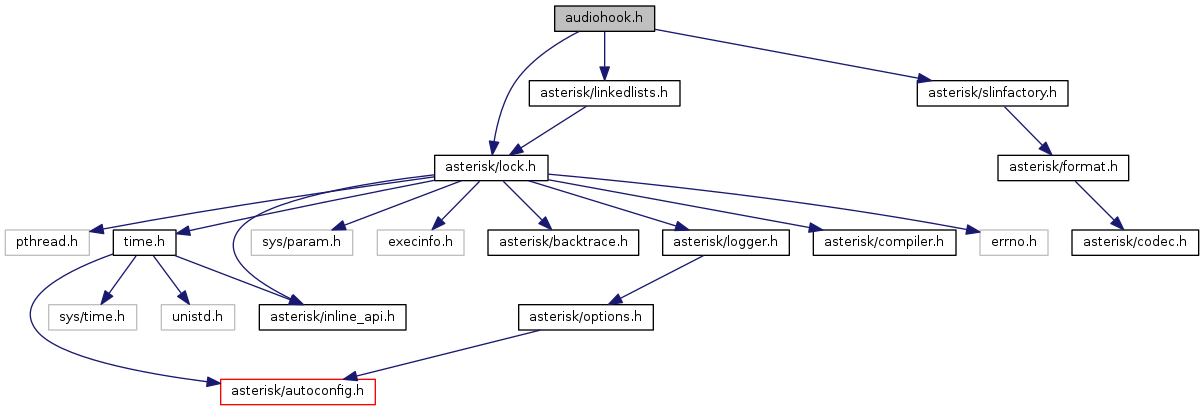 audiohook.h
asterisk/linkedlists.h
asterisk/slinfactory.h
asterisk/lock.h
asterisk/format.h
pthread.h
time.h
sys/param.h
execinfo.h
asterisk/backtrace.h
asterisk/logger.h
asterisk/compiler.h
errno.h
asterisk/codec.h
sys/time.h
unistd.h
asterisk/inline_api.h
asterisk/options.h
asterisk/autoconfig.h